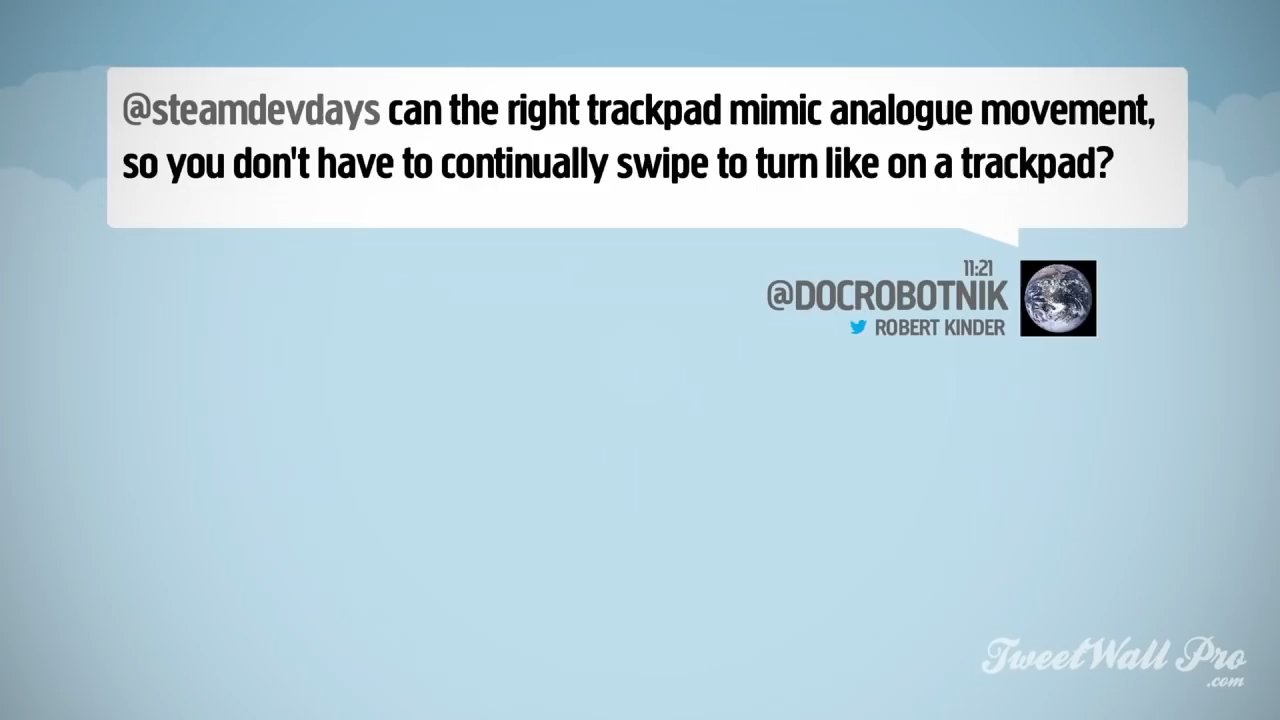 @steamdevdays can the right trackpad mimic analogue movement,
so you don't have to continually swipe to turn like on a trackpad?
11:21
@DOCROBOTNIK
ROBERT KINDER
TweetWall Pro
.com